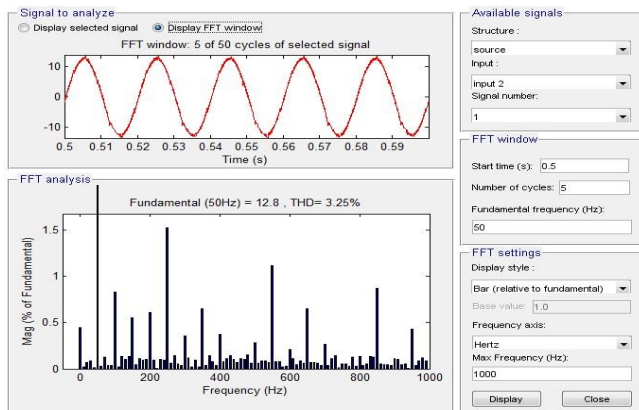 Signal to analyze
Display selected signal Display FFT window
FFT window: 5 of 50 cycles of selected signal
10
0
-10
0.5 0.51 0.52 0.53 0.54 0.55 0.56 0.57 0.58 0.59
Time (s)
FFT analysis
Fundamental (50Hz) = 12.8 , THD= 3.25%
Mag (% of Fundamental)
1.5
1
0.5
0
0 200 400 600 800 1000
Frequency (Hz)
Available signals
Structure :
source
Input :
input 2
Signal number:
1
FFT window
Start time (s): 0.5
Number of cycles: 5
Fundamental frequency (Hz):
50
FFT settings
Display style :
Bar (relative to fundamental)
Base value: 1.0
Frequency axis:
Hertz
Max Frequency (Hz):
1000
Display Close